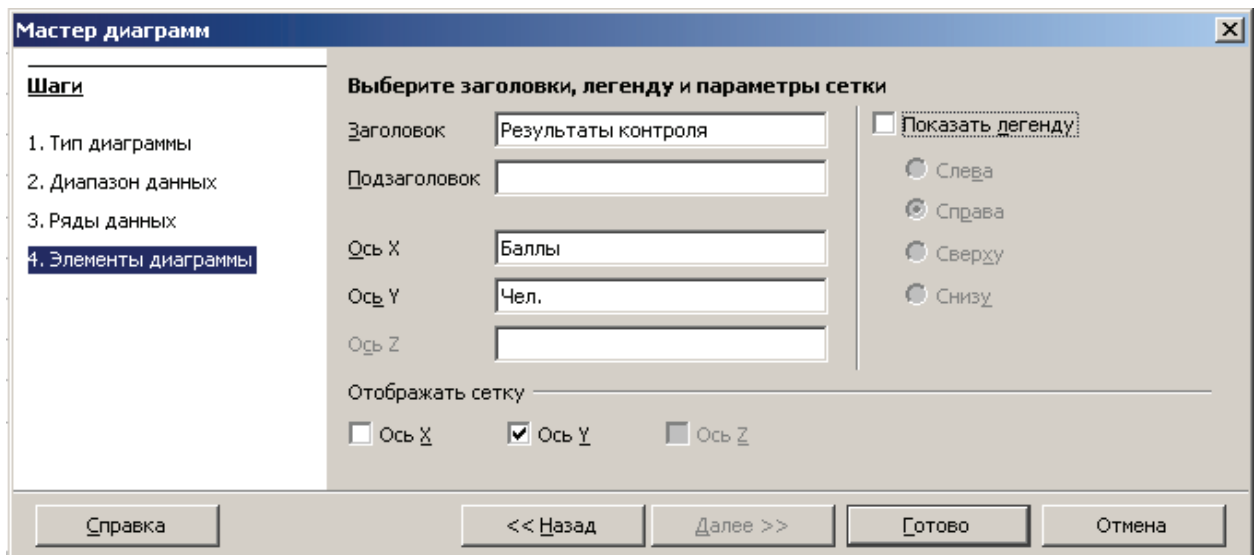 Мастер диаграмм
Шаги
1. Тип диаграммы
2. Диапазон данных
3. Ряды данных
4. Элементы диаграммы
Выберите заголовки, легенду и параметры сетки
Заголовок Результаты контроля
Подзаголовок
Ось X Баллы
Ось Y Чел.
Ось Z
Показать легенду
Слева
Справа
Сверху
Снизу
Отображать сетку
Ось X Ось Y Ось Z
Справка << Назад Далее >> Готово Отмена